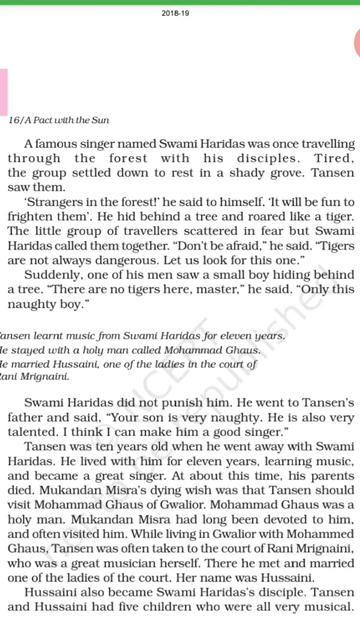 2018-19
16/A Pact with the Sun
A famous singer named Swami Haridas was once travelling
through the forest with his disciples. Tired,
the group settled down to rest in a shady grove. Tansen
saw them.
‘Strangers in the forest!’ he said to himself. ‘It will be fun to
frighten them’. He hid behind a tree and roared like a tiger.
The little group of travellers scattered in fear but Swami
Haridas called them together. “Don’t be afraid,” he said. “Tigers
are not always dangerous. Let us look for this one.”
Suddenly, one of his men saw a small boy hiding behind
a tree. “There are no tigers here, master,” he said. “Only this
naughty boy.”
Tansen learnt music from Swami Haridas for eleven years.
He stayed with a holy man called Mohammad Ghaus.
He married Hussaini, one of the ladies in the court of
Rani Mrignaini.
Swami Haridas did not punish him. He went to Tansen’s
father and said, “Your son is very naughty. He is also very
talented. I think I can make him a good singer.”
Tansen was ten years old when he went away with Swami
Haridas. He lived with him for eleven years, learning music,
and became a great singer. At about this time, his parents
died. Mukandan Misra’s dying wish was that Tansen should
visit Mohammad Ghaus of Gwalior. Mohammad Ghaus was a
holy man. Mukandan Misra had long been devoted to him,
and often visited him. While living in Gwalior with Mohammed
Ghaus, Tansen was often taken to the court of Rani Mrignaini,
who was a great musician herself. There he met and married
one of the ladies of the court. Her name was Hussaini.
Hussaini also became Swami Haridas’s disciple. Tansen
and Hussaini had five children who were all very musical.